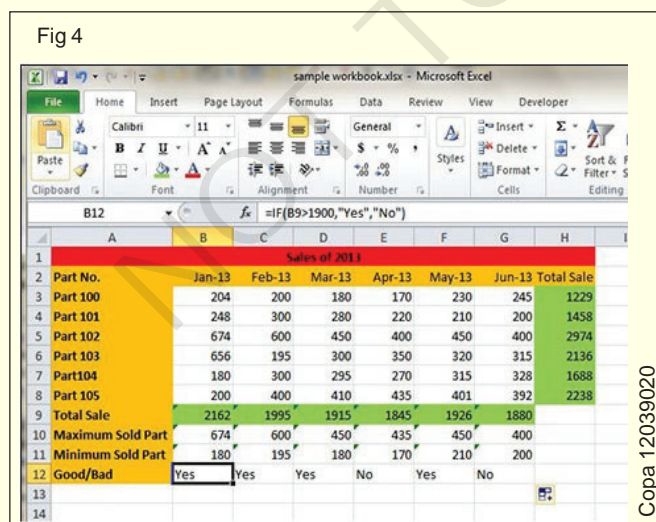 Fig 4
sample workbook.xlsx - Microsoft Excel
File Home Insert Page Layout Formulas Data Review View Developer
Calibri 11 General Insert
B I U A A $ % , Styles Delete Sort &
Paste Format Filter
Clipboard Font Alignment Number Cells Editing
B12 fx =IF(B9>1900,"Yes","No")
A B C D E F G H
1 Sales of 2013
2 Part No. Jan-13 Feb-13 Mar-13 Apr-13 May-13 Jun-13 Total Sale
3 Part 100 204 200 180 170 230 245 1229
4 Part 101 248 300 280 220 210 200 1458
5 Part 102 674 600 450 400 450 400 2974
6 Part 103 656 195 300 350 320 315 2136
7 Part104 180 300 295 270 315 328 1688
8 Part 105 200 400 410 435 401 392 2238
9 Total Sale 2162 1995 1915 1845 1926 1880
10 Maximum Sold Part 674 600 450 435 450 400
11 Minimum Sold Part 180 195 180 170 210 200
12 Good/Bad Yes Yes Yes No Yes No
13
14
Copa 12039020
NOT TO